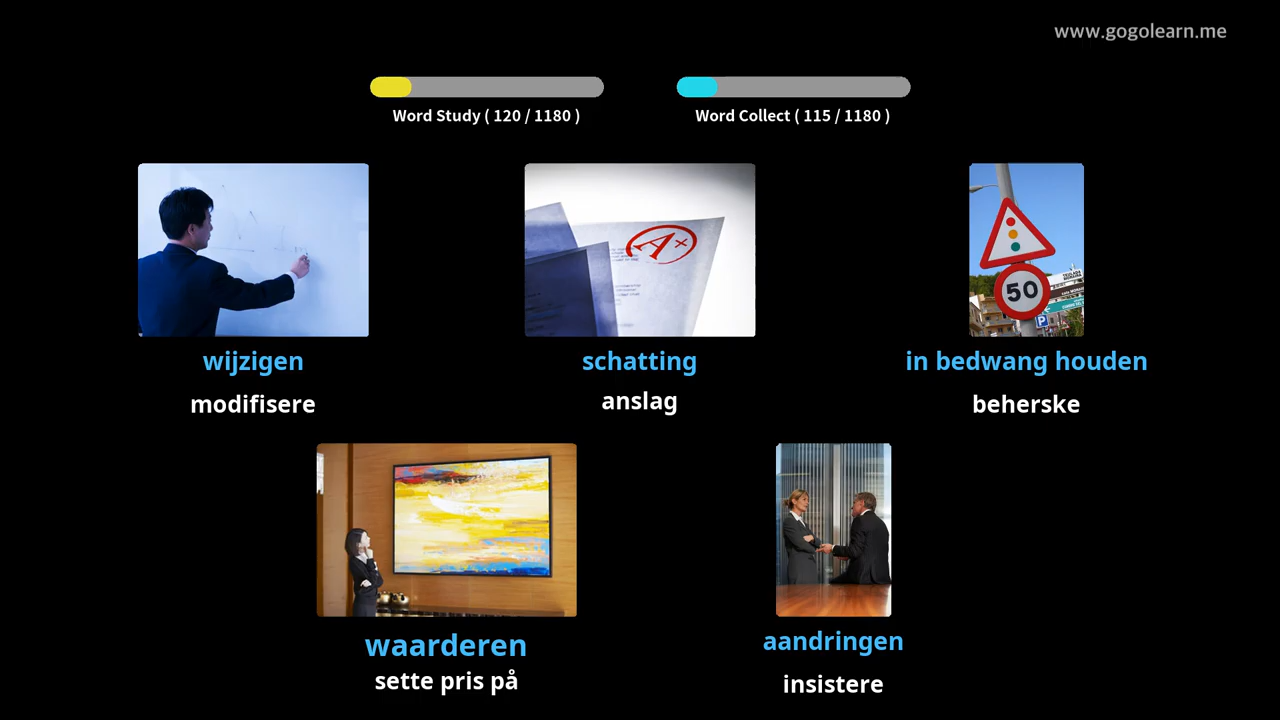 www.gogolearn.me
Word Study ( 120 / 1180 )
Word Collect ( 115 / 1180 )
A+
50
P
wijzigen
schatting
in bedwang houden
modifisere
anslag
beherske
waarderen
aandringen
sette pris på
insistere